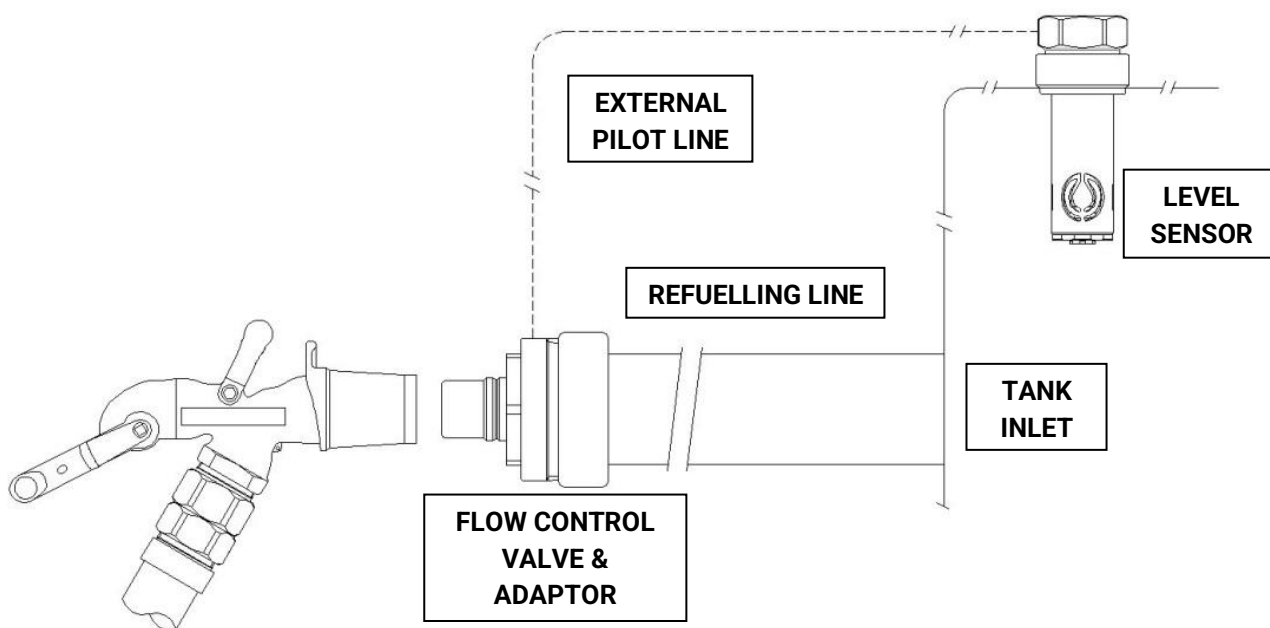 EXTERNAL
PILOT LINE
LEVEL
SENSOR
REFUELLING LINE
TANK
INLET
FLOW CONTROL
VALVE &
ADAPTOR